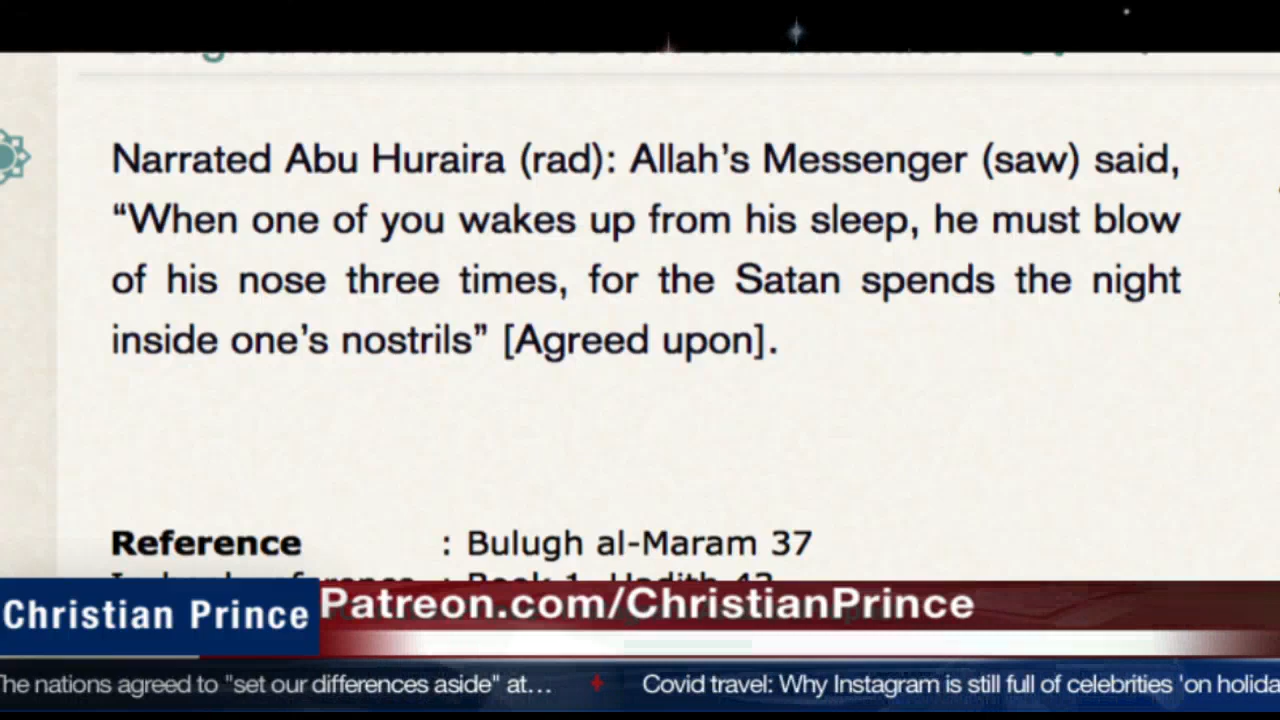 Narrated Abu Huraira (rad): Allah's Messenger (saw) said,
“When one of you wakes up from his sleep, he must blow
of his nose three times, for the Satan spends the night
inside one's nostrils” [Agreed upon].
Reference : Bulugh al-Maram 37
Christian Prince
Patreon.com/ChristianPrince
The nations agreed to "set our differences aside" at… Covid travel: Why Instagram is still full of celebrities 'on holida